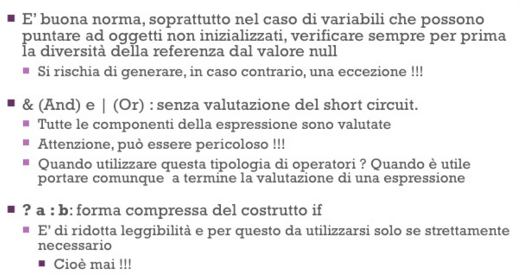 E' buona norma, soprattutto nel caso di variabili che possono
puntare ad oggetti non inizializzati, verificare sempre per prima
la diversità della referenza dal valore null
Si rischia di generare, in caso contrario, una eccezione !!!
& (And) e | (Or) : senza valutazione del short circuit.
Tutte le componenti della espressione sono valutate
Attenzione, può essere pericoloso !!!
Quando utilizzare questa tipologia di operatori ? Quando è utile
portare comunque a termine la valutazione di una espressione
? a : b: forma compressa del costrutto if
E' di ridotta leggibilità e per questo da utilizzarsi solo se strettamente
necessario
Cioè mai !!!